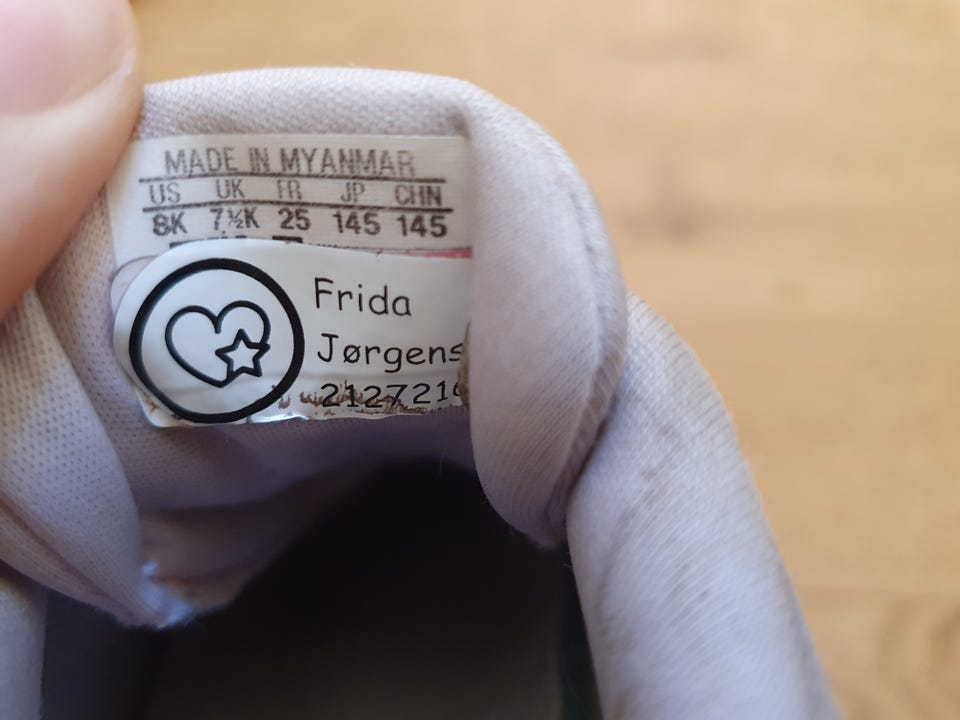 MADE IN MYANMAR
US UK FR JP CHN
8K 7½K 25 145 145
Frida
Jørgens
212721